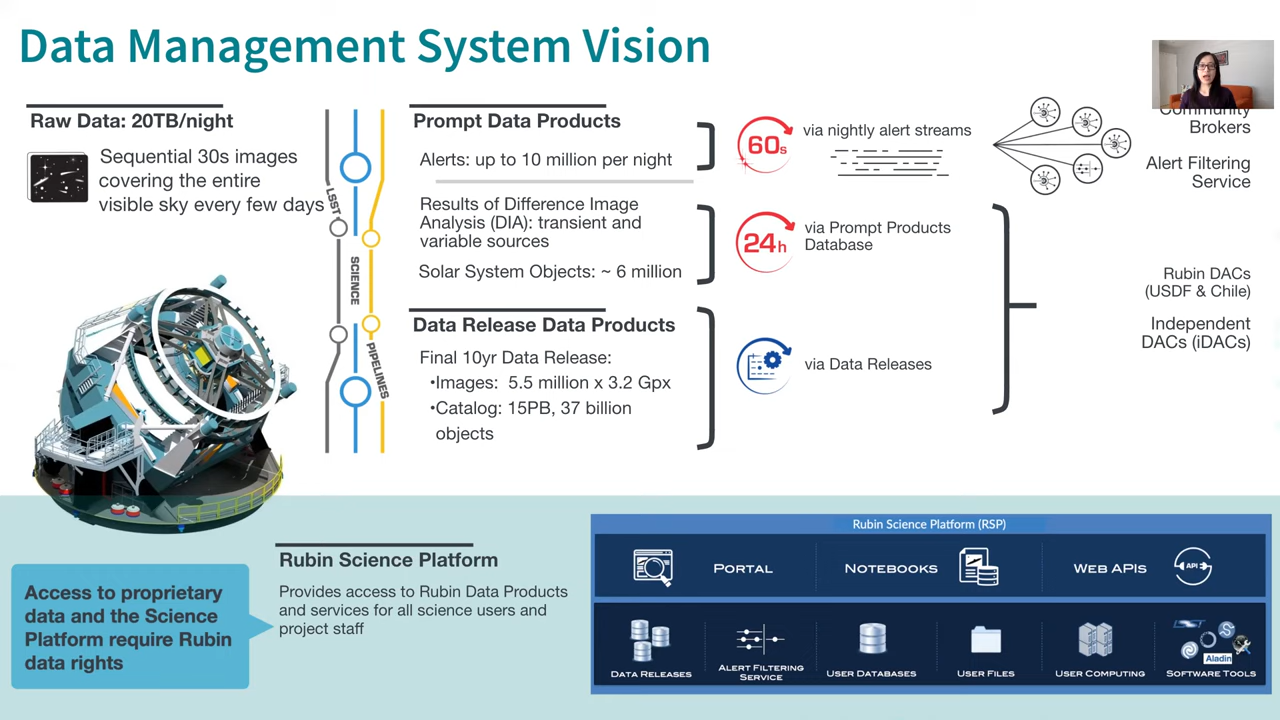 Data Management System Vision
Raw Data: 20TB/night
Sequential 30s images
covering the entire
visible sky every few days
LSST
SCIENCE
PIPELINES
Prompt Data Products
Alerts: up to 10 million per night
Results of Difference Image
Analysis (DIA): transient and
variable sources
Solar System Objects: ~ 6 million
Data Release Data Products
Final 10yr Data Release:
•Images: 5.5 million x 3.2 Gpx
•Catalog: 15PB, 37 billion
objects
60s
via nightly alert streams
24h
via Prompt Products
Database
via Data Releases
Community
Brokers
Alert Filtering
Service
Rubin DACs
(USDF & Chile)
Independent
DACs (iDACs)
Access to proprietary
data and the Science
Platform require Rubin
data rights
Rubin Science Platform
Provides access to Rubin Data Products
and services for all science users and
project staff
Rubin Science Platform (RSP)
PORTAL
NOTEBOOKS
WEB APIS
API
DATA RELEASES
ALERT FILTERING
SERVICE
USER DATABASES
USER FILES
USER COMPUTING
LSST
Aladin
SOFTWARE TOOLS